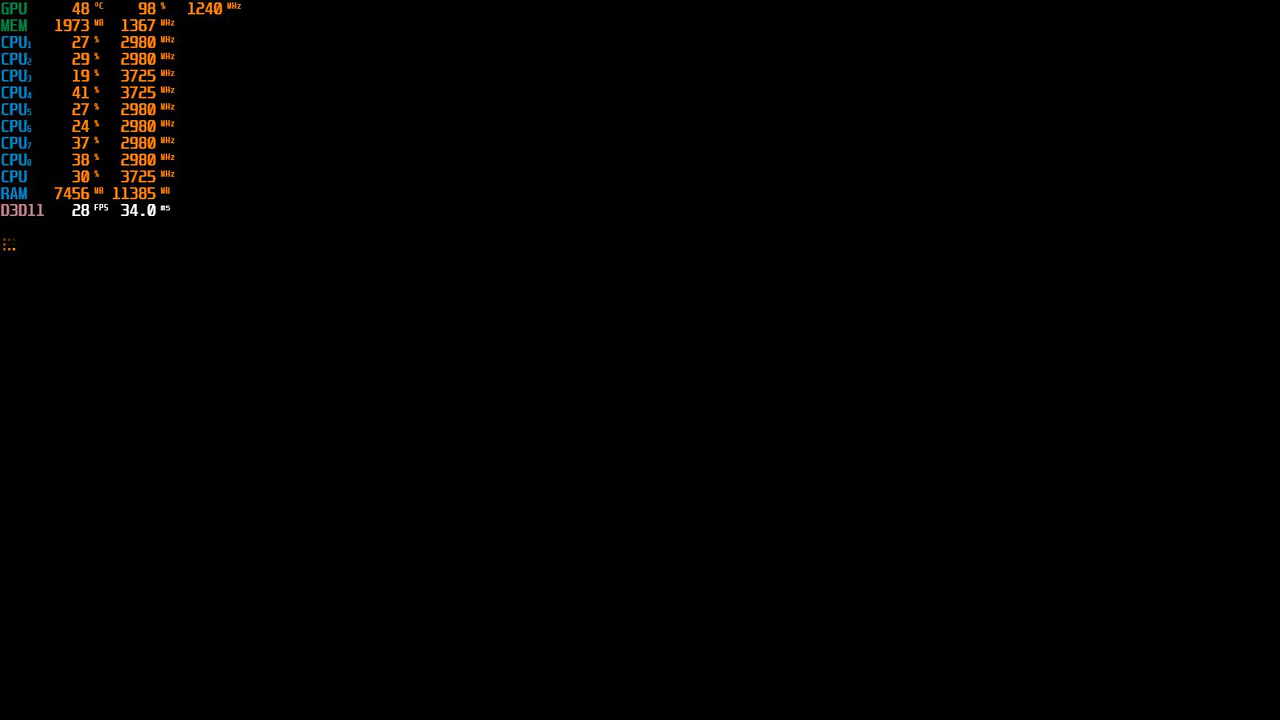 GPU 48 °C 98 % 1240 MHz
MEM 1973 MB 1367 MHz
CPU1 27 % 2980 MHz
CPU2 29 % 2980 MHz
CPU3 19 % 3725 MHz
CPU4 41 % 3725 MHz
CPU5 27 % 2980 MHz
CPU6 24 % 2980 MHz
CPU7 37 % 2980 MHz
CPU8 38 % 2980 MHz
CPU 30 % 3725 MHz
RAM 7456 MB 11385 MB
D3D11 28 FPS 34.0 ms